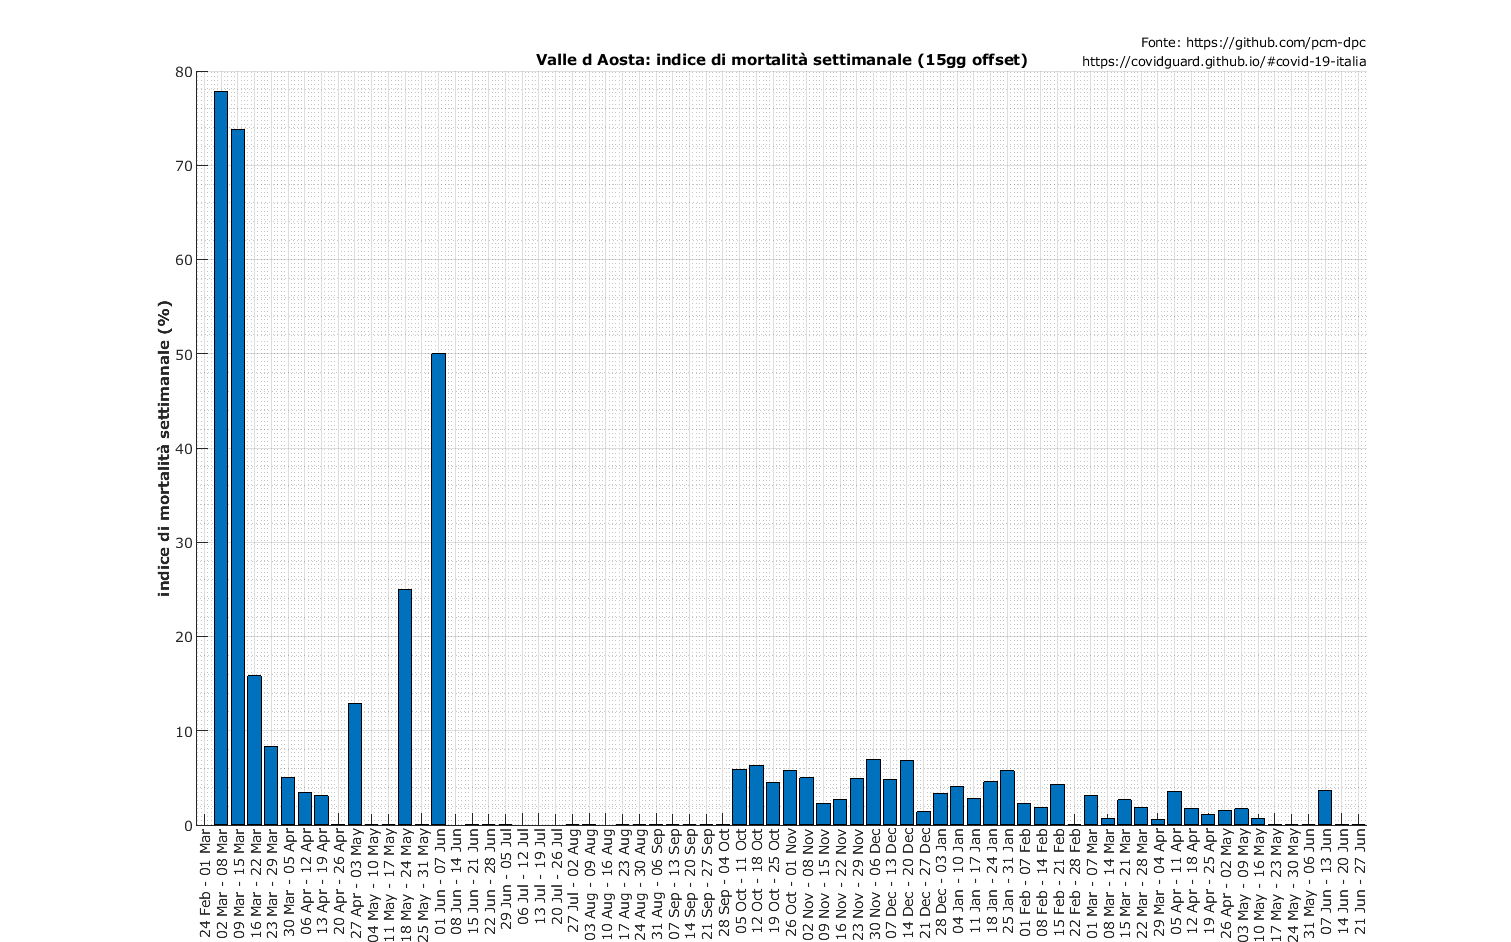 Fonte: https://github.com/pcm-dpc
https://covidguard.github.io/#covid-19-italia
Valle d Aosta: indice di mortalità settimanale (15gg offset)
indice di mortalità settimanale (%)
80
70
60
50
40
30
20
10
0
24 Feb - 01 Mar
02 Mar - 08 Mar
09 Mar - 15 Mar
16 Mar - 22 Mar
23 Mar - 29 Mar
30 Mar - 05 Apr
06 Apr - 12 Apr
13 Apr - 19 Apr
20 Apr - 26 Apr
27 Apr - 03 May
04 May - 10 May
11 May - 17 May
18 May - 24 May
25 May - 31 May
01 Jun - 07 Jun
08 Jun - 14 Jun
15 Jun - 21 Jun
22 Jun - 28 Jun
29 Jun - 05 Jul
06 Jul - 12 Jul
13 Jul - 19 Jul
20 Jul - 26 Jul
27 Jul - 02 Aug
03 Aug - 09 Aug
10 Aug - 16 Aug
17 Aug - 23 Aug
24 Aug - 30 Aug
31 Aug - 06 Sep
07 Sep - 13 Sep
14 Sep - 20 Sep
21 Sep - 27 Sep
28 Sep - 04 Oct
05 Oct - 11 Oct
12 Oct - 18 Oct
19 Oct - 25 Oct
26 Oct - 01 Nov
02 Nov - 08 Nov
09 Nov - 15 Nov
16 Nov - 22 Nov
23 Nov - 29 Nov
30 Nov - 06 Dec
07 Dec - 13 Dec
14 Dec - 20 Dec
21 Dec - 27 Dec
28 Dec - 03 Jan
04 Jan - 10 Jan
11 Jan - 17 Jan
18 Jan - 24 Jan
25 Jan - 31 Jan
01 Feb - 07 Feb
08 Feb - 14 Feb
15 Feb - 21 Feb
22 Feb - 28 Feb
01 Mar - 07 Mar
08 Mar - 14 Mar
15 Mar - 21 Mar
22 Mar - 28 Mar
29 Mar - 04 Apr
05 Apr - 11 Apr
12 Apr - 18 Apr
19 Apr - 25 Apr
26 Apr - 02 May
03 May - 09 May
10 May - 16 May
17 May - 23 May
24 May - 30 May
31 May - 06 Jun
07 Jun - 13 Jun
14 Jun - 20 Jun
21 Jun - 27 Jun